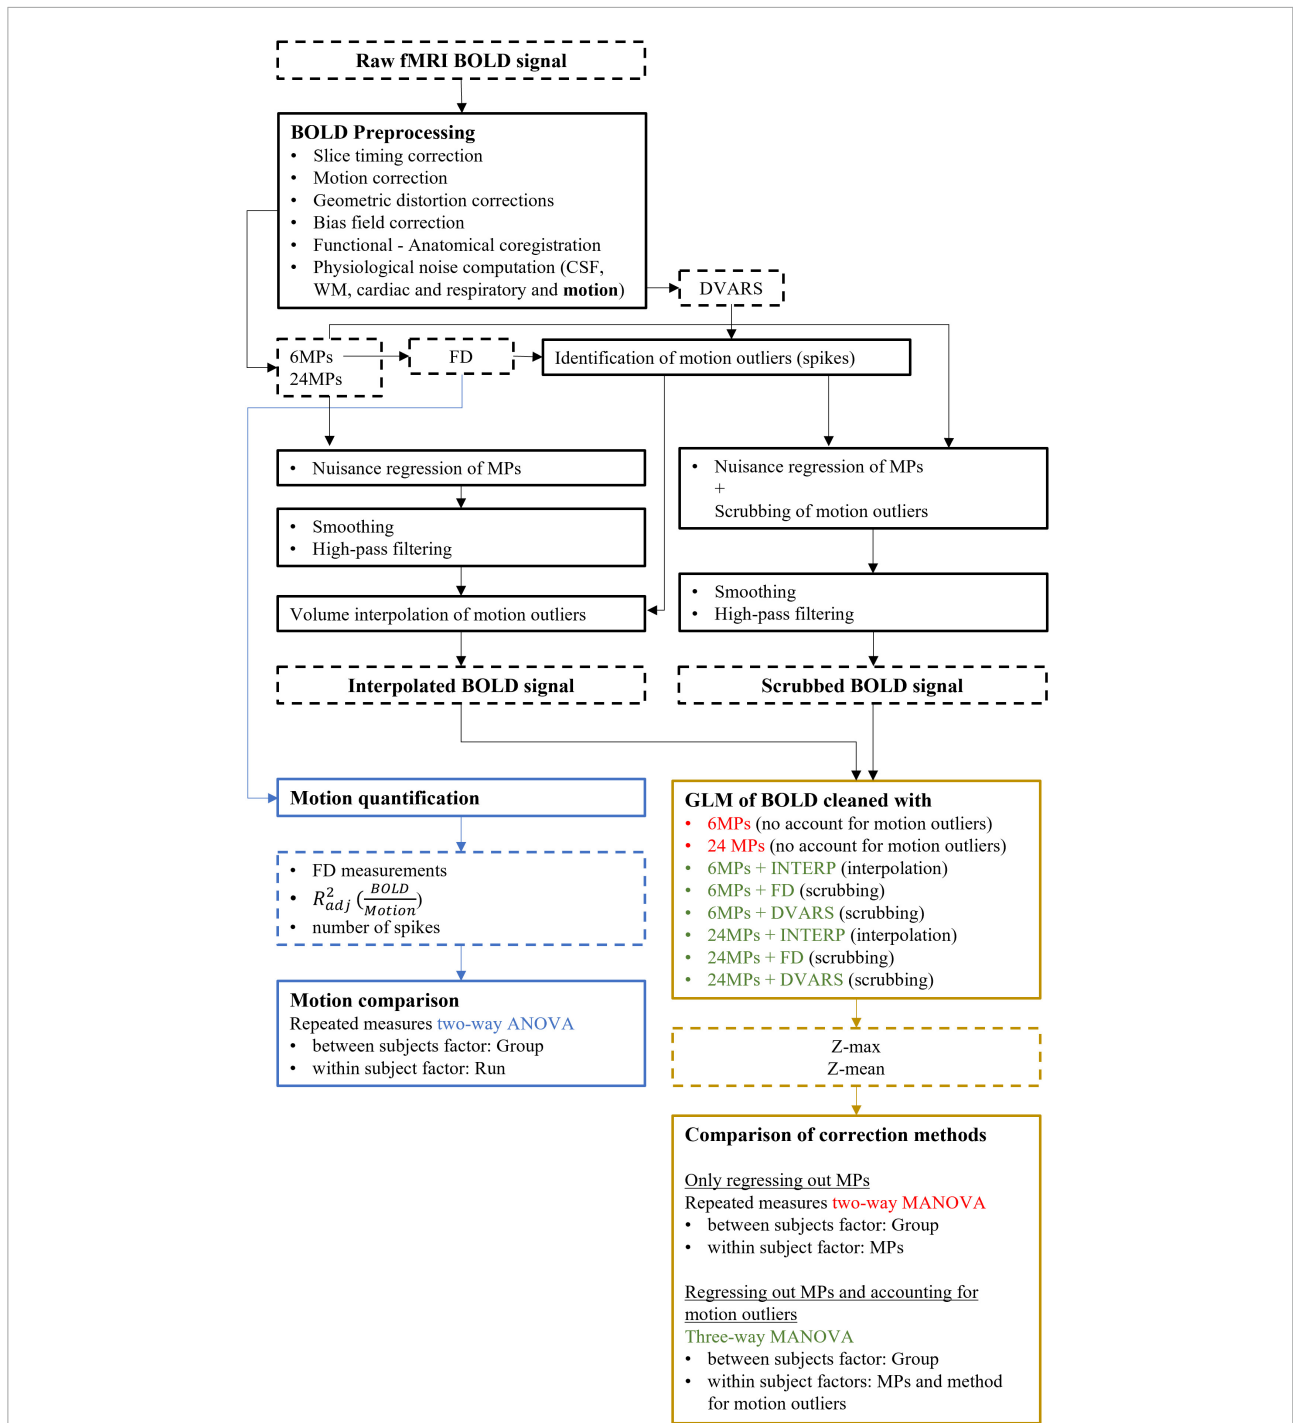 Raw fMRI BOLD signal
BOLD Preprocessing
• Slice timing correction
• Motion correction
• Geometric distortion corrections
• Bias field correction
• Functional - Anatomical coregistration
• Physiological noise computation (CSF,
WM, cardiac and respiratory and motion)
DVARS
6MPs
24MPs
FD
Identification of motion outliers (spikes)
• Nuisance regression of MPs
• Smoothing
• High-pass filtering
Volume interpolation of motion outliers
Interpolated BOLD signal
• Nuisance regression of MPs
+
Scrubbing of motion outliers
• Smoothing
• High-pass filtering
Scrubbed BOLD signal
Motion quantification
• FD measurements
• R²adj (BOLD/Motion)
• number of spikes
Motion comparison
Repeated measures two-way ANOVA
• between subjects factor: Group
• within subject factor: Run
GLM of BOLD cleaned with
• 6MPs (no account for motion outliers)
• 24 MPs (no account for motion outliers)
• 6MPs + INTERP (interpolation)
• 6MPs + FD (scrubbing)
• 6MPs + DVARS (scrubbing)
• 24MPs + INTERP (interpolation)
• 24MPs + FD (scrubbing)
• 24MPs + DVARS (scrubbing)
Z-max
Z-mean
Comparison of correction methods
Only regressing out MPs
Repeated measures two-way MANOVA
• between subjects factor: Group
• within subject factor: MPs
Regressing out MPs and accounting for
motion outliers
Three-way MANOVA
• between subjects factor: Group
• within subject factors: MPs and method
for motion outliers